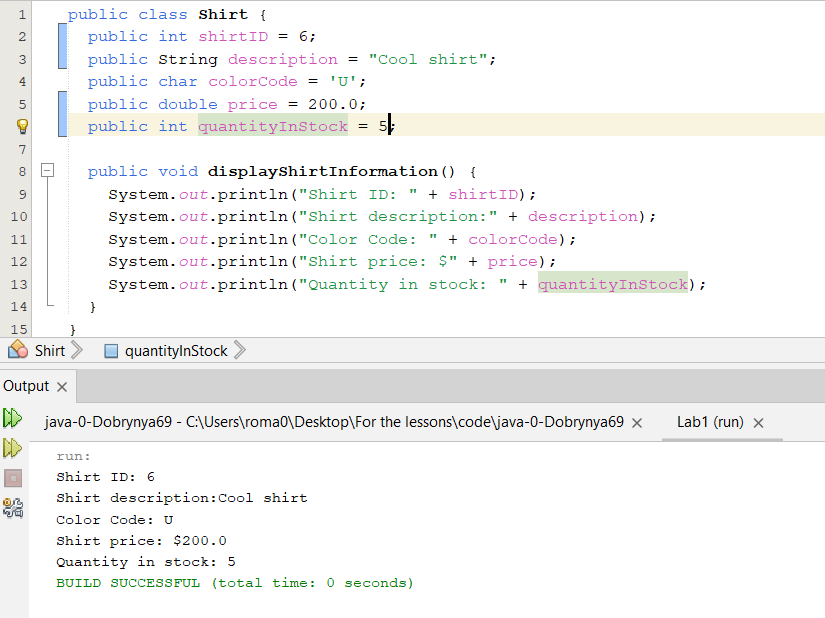 1 public class Shirt {
2 public int shirtID = 6;
3 public String description = "Cool shirt";
4 public char colorCode = 'U';
5 public double price = 200.0;
public int quantityInStock = 5;
7
8 public void displayShirtInformation() {
9 System.out.println("Shirt ID: " + shirtID);
10 System.out.println("Shirt description:" + description);
11 System.out.println("Color Code: " + colorCode);
12 System.out.println("Shirt price: $" + price);
13 System.out.println("Quantity in stock: " + quantityInStock);
14 }
15 }
Shirt quantityInStock
Output
java-0-Dobrynya69 - C:\Users\roma0\Desktop\For the lessons\code\java-0-Dobrynya69 Lab1 (run)
run:
Shirt ID: 6
Shirt description:Cool shirt
Color Code: U
Shirt price: $200.0
Quantity in stock: 5
BUILD SUCCESSFUL (total time: 0 seconds)